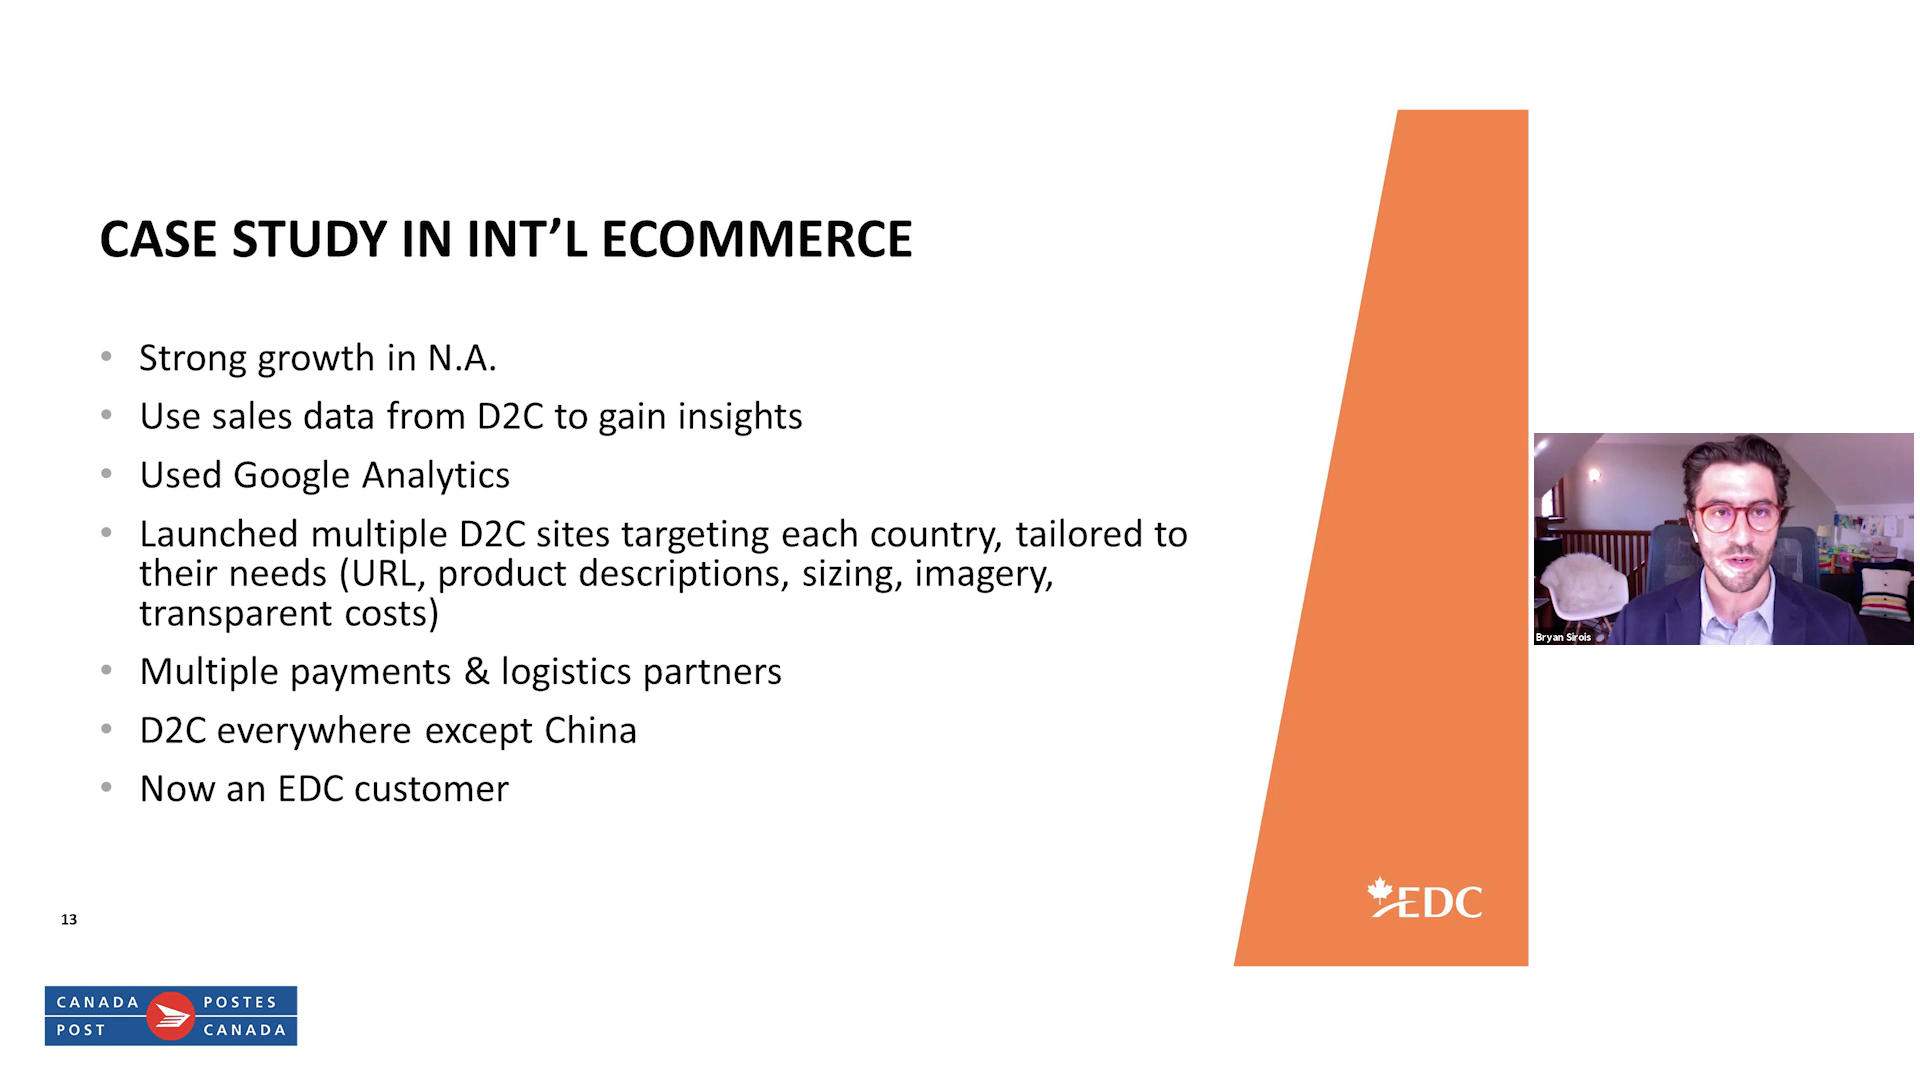 CASE STUDY IN INT’L ECOMMERCE
• Strong growth in N.A.
• Use sales data from D2C to gain insights
• Used Google Analytics
• Launched multiple D2C sites targeting each country, tailored to
their needs (URL, product descriptions, sizing, imagery,
transparent costs)
• Multiple payments & logistics partners
• D2C everywhere except China
• Now an EDC customer
Bryan Sirois
EDC
13
CANADA POSTES
POST CANADA